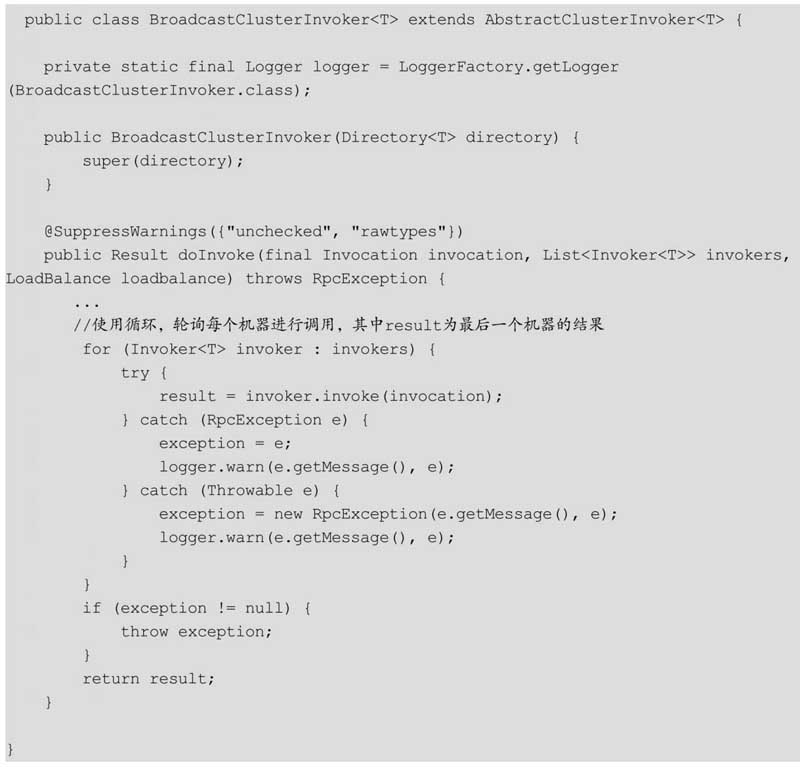 public class BroadcastClusterInvoker<T> extends AbstractClusterInvoker<T> {
private static final Logger logger = LoggerFactory.getLogger
(BroadcastClusterInvoker.class);
public BroadcastClusterInvoker(Directory<T> directory) {
super(directory);
}
@SuppressWarnings({"unchecked", "rawtypes"})
public Result doInvoke(final Invocation invocation, List<Invoker<T>> invokers,
LoadBalance loadbalance) throws RpcException {
...
//使用循环，轮询每个机器进行调用，其中result为最后一个机器的结果
for (Invoker<T> invoker : invokers) {
try {
result = invoker.invoke(invocation);
} catch (RpcException e) {
exception = e;
logger.warn(e.getMessage(), e);
} catch (Throwable e) {
exception = new RpcException(e.getMessage(), e);
logger.warn(e.getMessage(), e);
}
}
if (exception != null) {
throw exception;
}
return result;
}
}